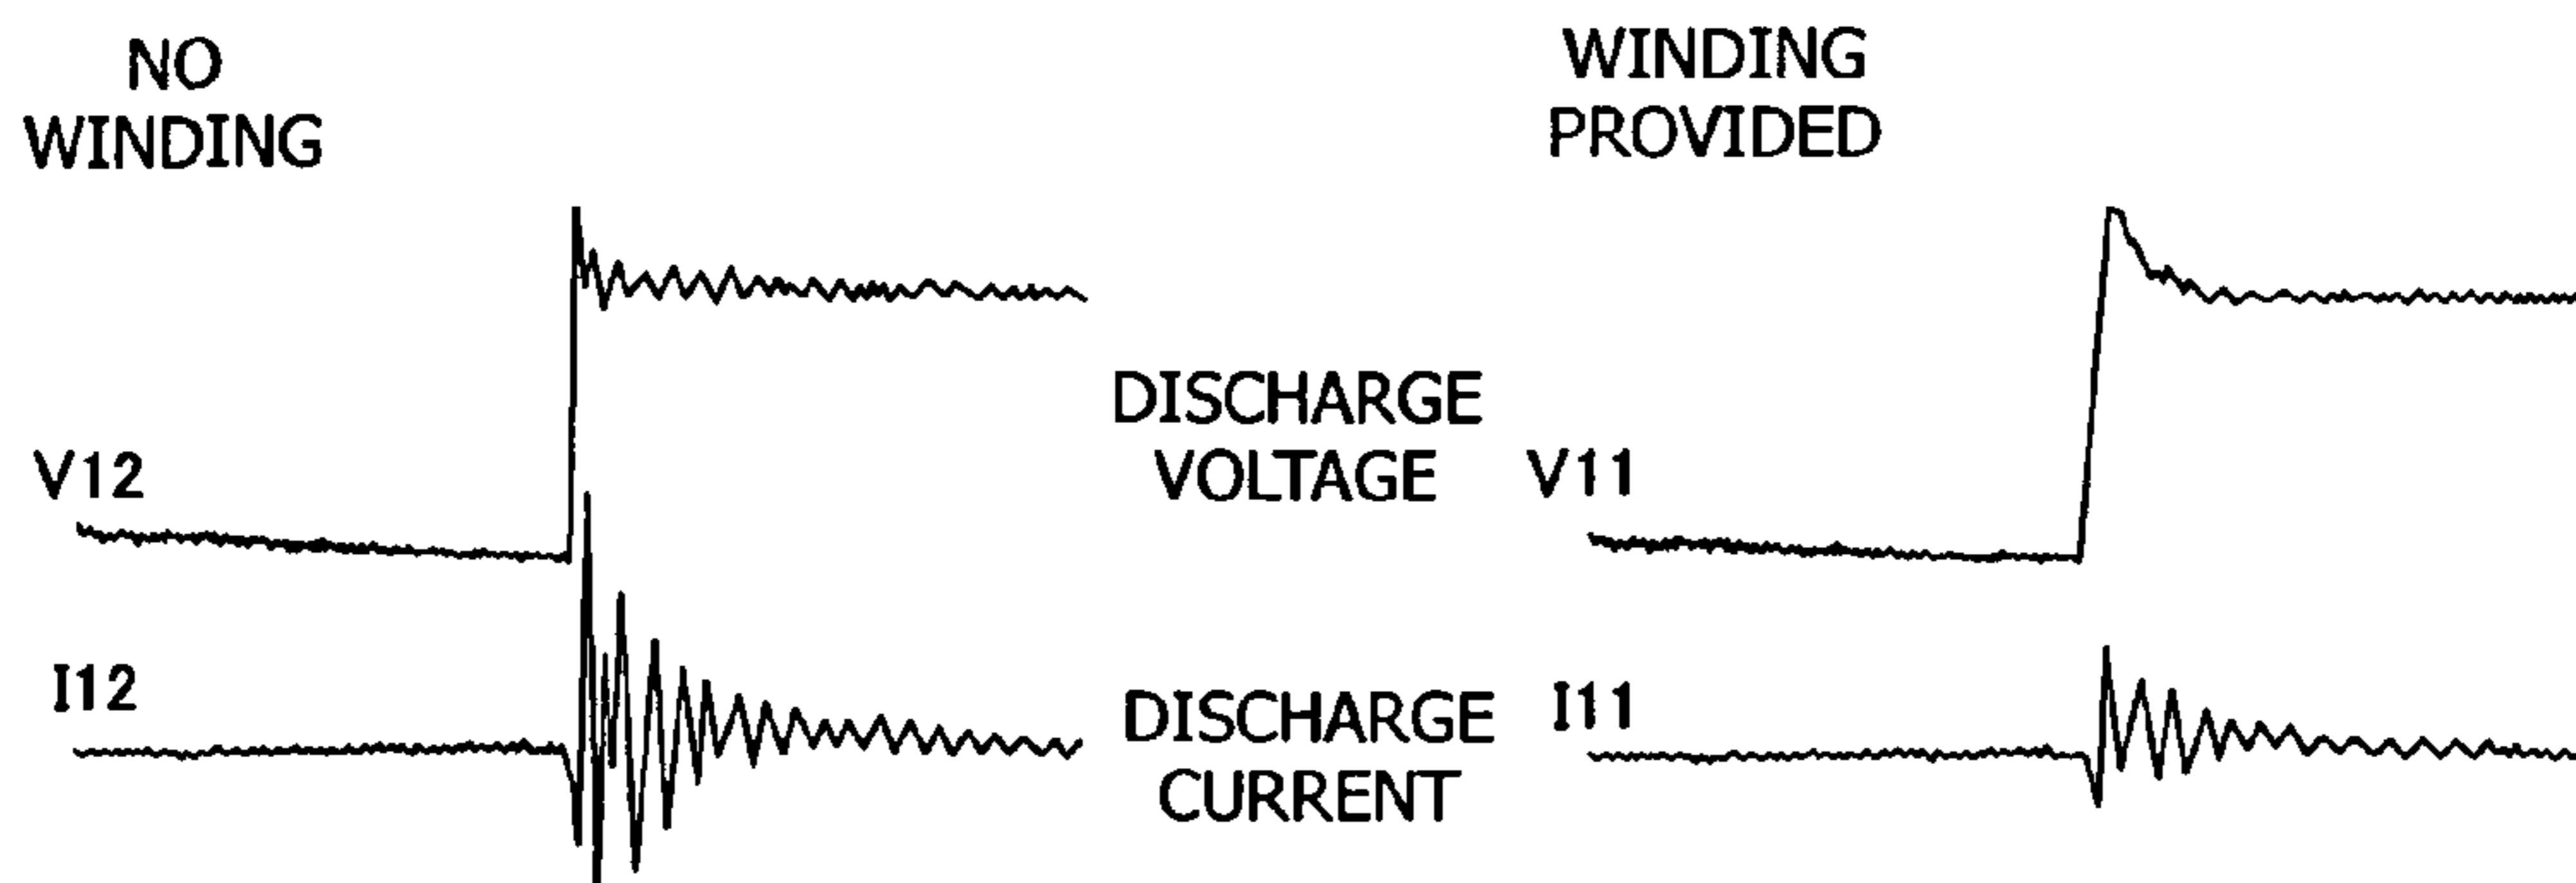 NO
WINDING
WINDING
PROVIDED
V12
DISCHARGE
VOLTAGE
V11
I12
DISCHARGE
CURRENT
I11